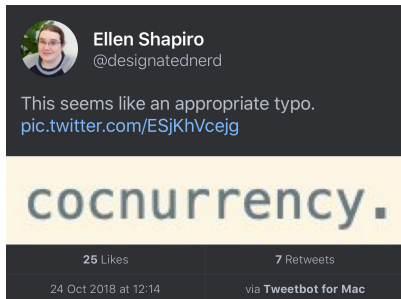 Ellen Shapiro
@designatednerd
This seems like an appropriate typo.
pic.twitter.com/ESjKhVcejg
cocnurrency.
25 Likes
7 Retweets
24 Oct 2018 at 12:14
via Tweetbot for Mac